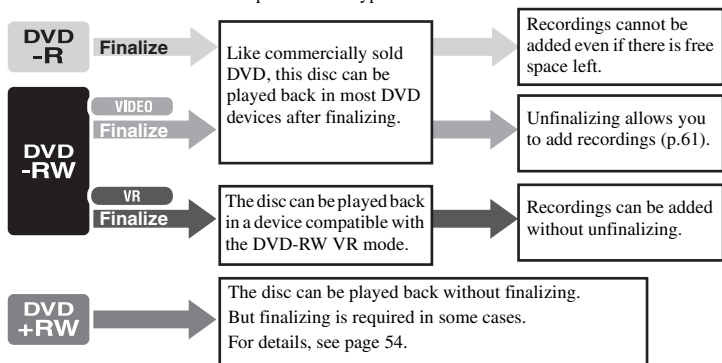 DVD
-R
Finalize
Like commercially sold
DVD, this disc can be
played back in most DVD
devices after finalizing.
Recordings cannot be
added even if there is free
space left.
DVD
-RW
VIDEO
Finalize
Unfinalizing allows you
to add recordings (p.61).
VR
Finalize
The disc can be played back
in a device compatible with
the DVD-RW VR mode.
Recordings can be added
without unfinalizing.
DVD
+RW
The disc can be played back without finalizing.
But finalizing is required in some cases.
For details, see page 54.